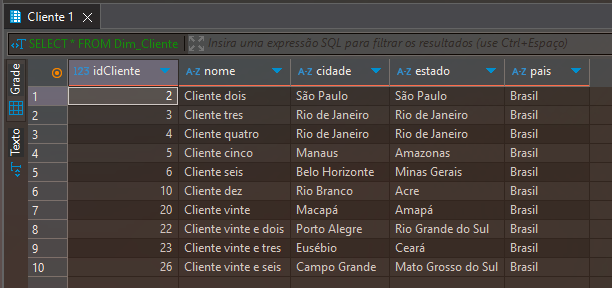 Cliente 1
SELECT * FROM Dim_Cliente Insira uma expressão SQL para filtrar os resultados (use Ctrl+Espaço)
Grade
Texto
123 idCliente A-Z nome A-Z cidade A-Z estado A-Z pais
1 2 Cliente dois São Paulo São Paulo Brasil
2 3 Cliente tres Rio de Janeiro Rio de Janeiro Brasil
3 4 Cliente quatro Rio de Janeiro Rio de Janeiro Brasil
4 5 Cliente cinco Manaus Amazonas Brasil
5 6 Cliente seis Belo Horizonte Minas Gerais Brasil
6 10 Cliente dez Rio Branco Acre Brasil
7 20 Cliente vinte Macapá Amapá Brasil
8 22 Cliente vinte e dois Porto Alegre Rio Grande do Sul Brasil
9 23 Cliente vinte e tres Eusébio Ceará Brasil
10 26 Cliente vinte e seis Campo Grande Mato Grosso do Sul Brasil